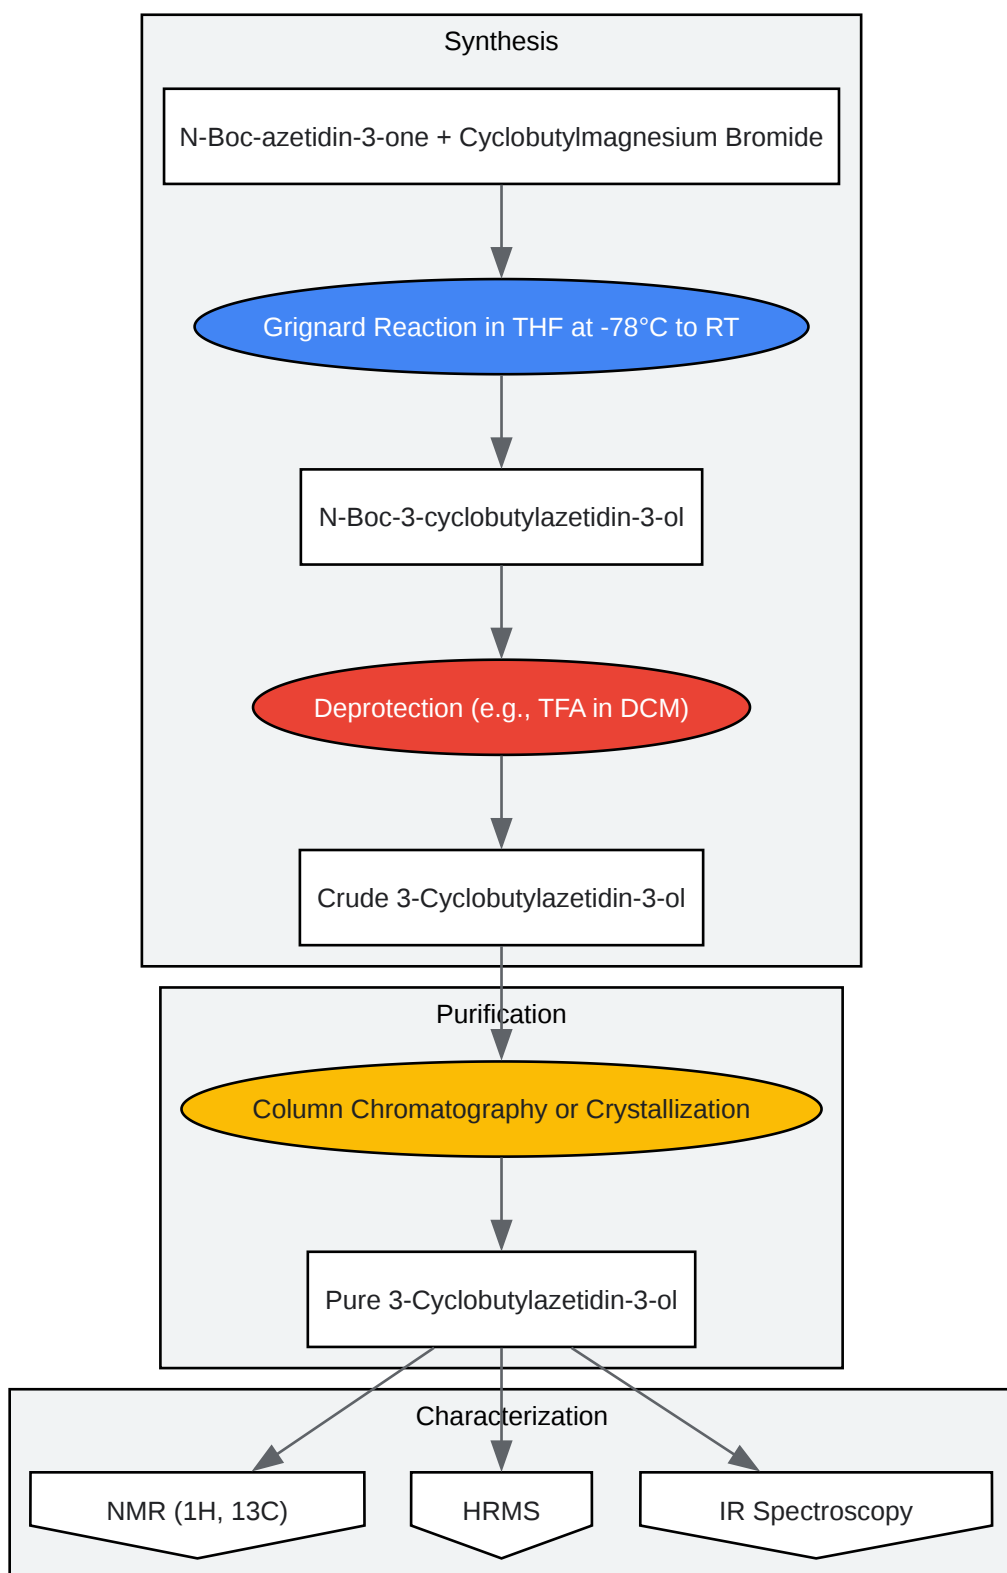 Synthesis
N-Boc-azetidin-3-one + Cyclobutylmagnesium Bromide
Grignard Reaction in THF at -78°C to RT
N-Boc-3-cyclobutylazetidin-3-ol
Deprotection (e.g., TFA in DCM)
Crude 3-Cyclobutylazetidin-3-ol
Purification
Column Chromatography or Crystallization
Pure 3-Cyclobutylazetidin-3-ol
Characterization
NMR (1H, 13C)
HRMS
IR Spectroscopy